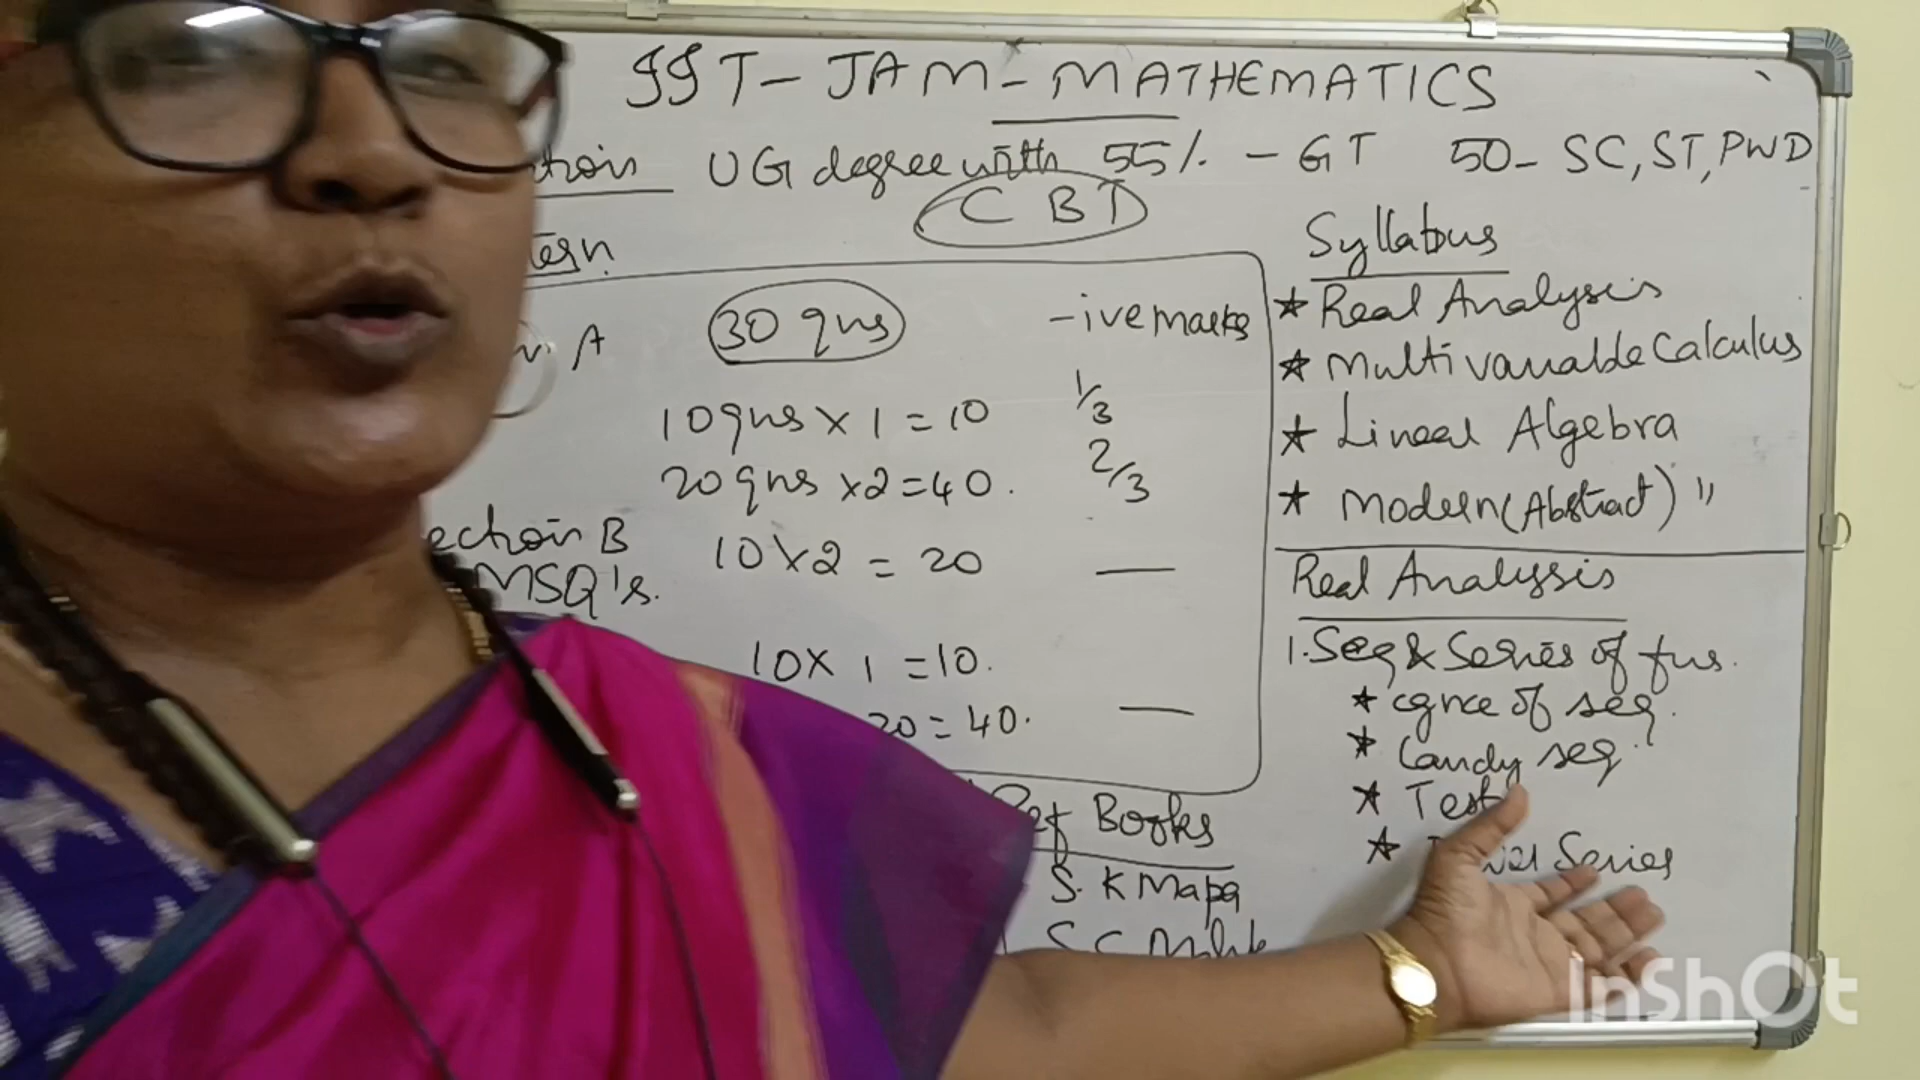 IIT - JAM - MATHEMATICS
UG degree with 55% - GT 50 - SC, ST, PWD
CBT
Syllabus
30 qns -ive marks
A
* Real Analysis
* Multivariable Calculus
10 qns x 1 = 10 1/3
* Linear Algebra
20 qns x 2 = 40. 2/3
* Modern (Abstract) "
ection B 10 x 2 = 20 —
MSQ's.
Real Analysis
10 x 1 = 10.
1. Seq & Series of fns.
* cgnce of seq.
20 = 40. —
* Cauchy seq.
* Test
Ref Books
* Series
S. K Mapa
S C
InShOt